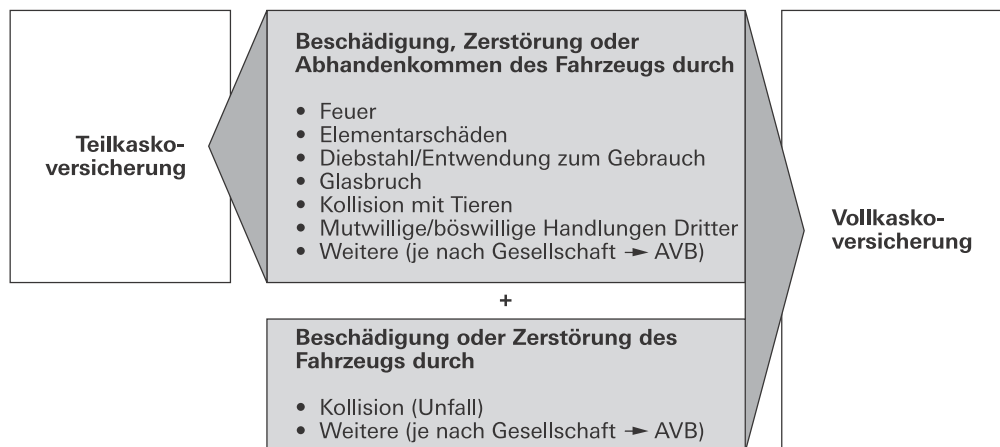 Teilkasko-
versicherung
Beschädigung, Zerstörung oder
Abhandenkommen des Fahrzeugs durch
• Feuer
• Elementarschäden
• Diebstahl/Entwendung zum Gebrauch
• Glasbruch
• Kollision mit Tieren
• Mutwillige/böswillige Handlungen Dritter
• Weitere (je nach Gesellschaft → AVB)
+
Beschädigung oder Zerstörung des
Fahrzeugs durch
• Kollision (Unfall)
• Weitere (je nach Gesellschaft → AVB)
Vollkasko-
versicherung